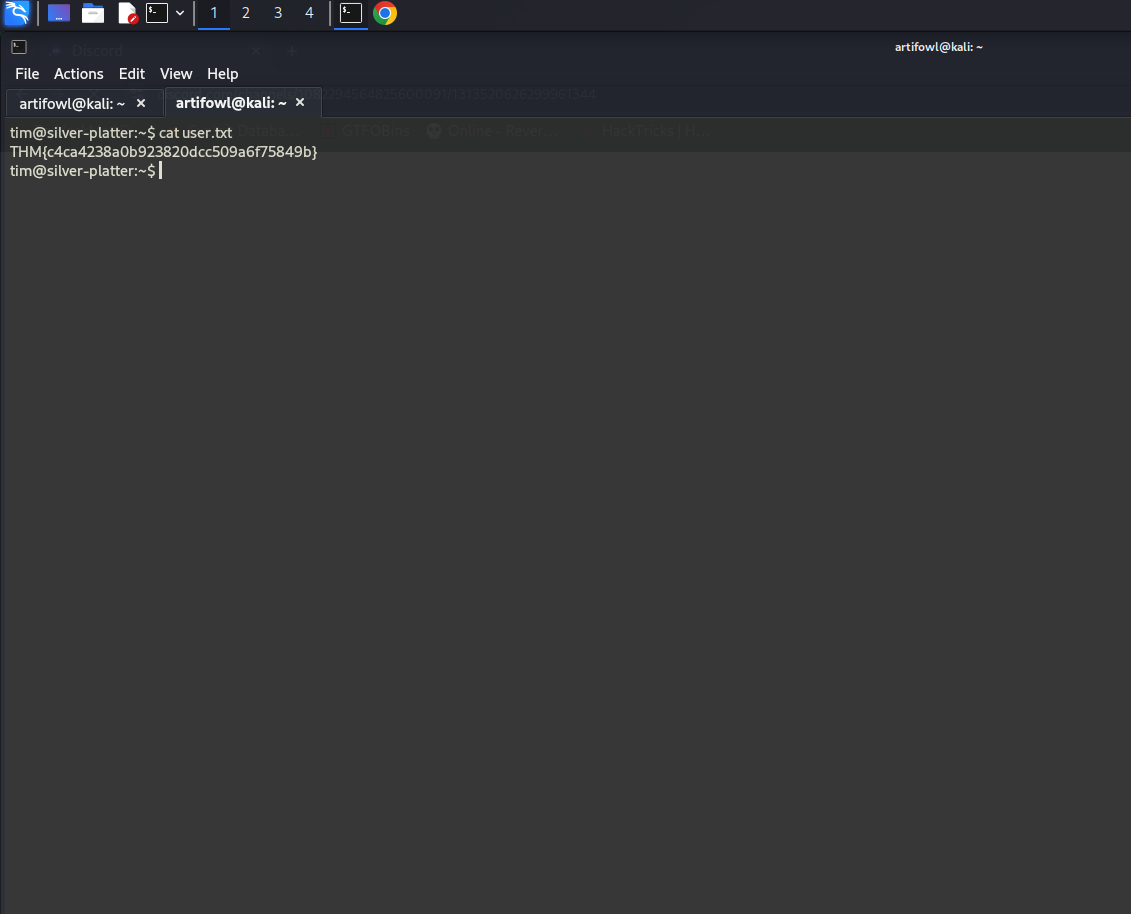 1 2 3 4
Discord
artifowl@kali: ~
File Actions Edit View Help
artifowl@kali: ~ artifowl@kali: ~
GTFOBins Online - Rever... HackTricks | H...
tim@silver-platter:~$ cat user.txt
THM{c4ca4238a0b923820dcc509a6f75849b}
tim@silver-platter:~$